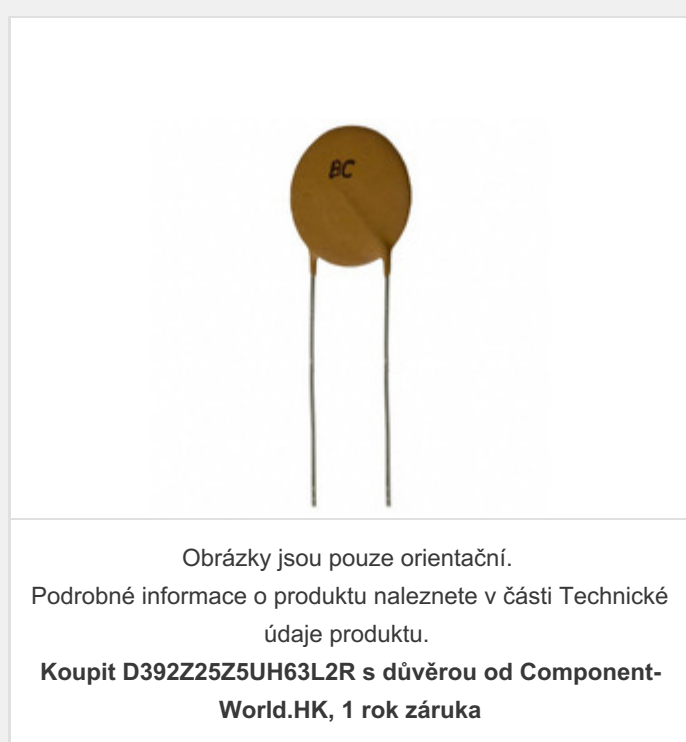 BC
Obrázky jsou pouze orientační.
Podrobné informace o produktu naleznete v části Technické
údaje produktu.
Koupit D392Z25Z5UH63L2R s důvěrou od Component-
World.HK, 1 rok záruka